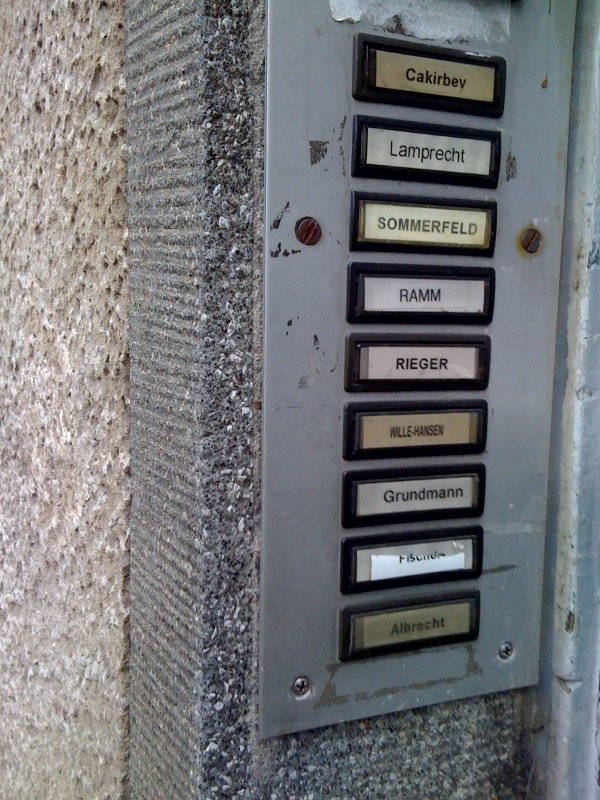 Cakirbey
Lamprecht
SOMMERFELD
RAMM
RIEGER
WILLE-HANSEN
Grundmann
Albrecht